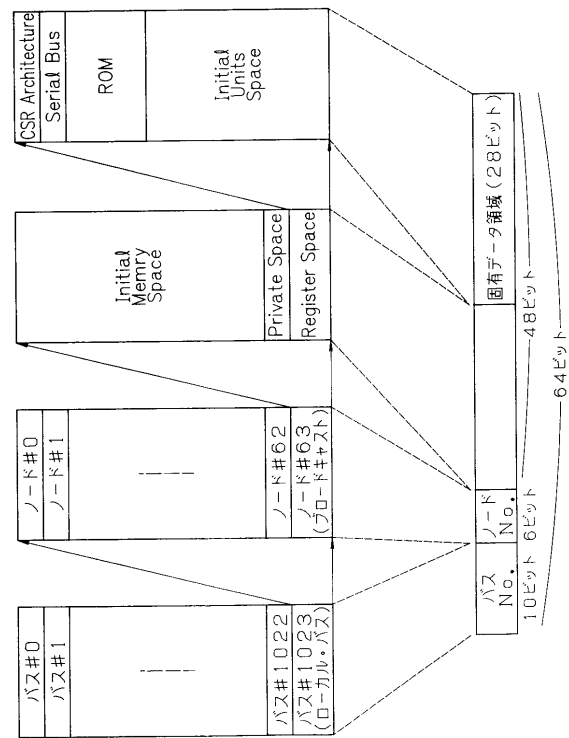 バス#0
バス#1
バス#1022
バス#1023
(ローカル・バス)
ノード#0
ノード#1
ノード#62
ノード#63
(ブロードキャスト)
Initial
Memry
Space
Private Space
Register Space
CSR Architecture
Serial Bus
ROM
Initial
Units
Space
バス
No.
ノード
No.
固有データ領域(28ビット)
10ビット
6ビット
48ビット
64ビット